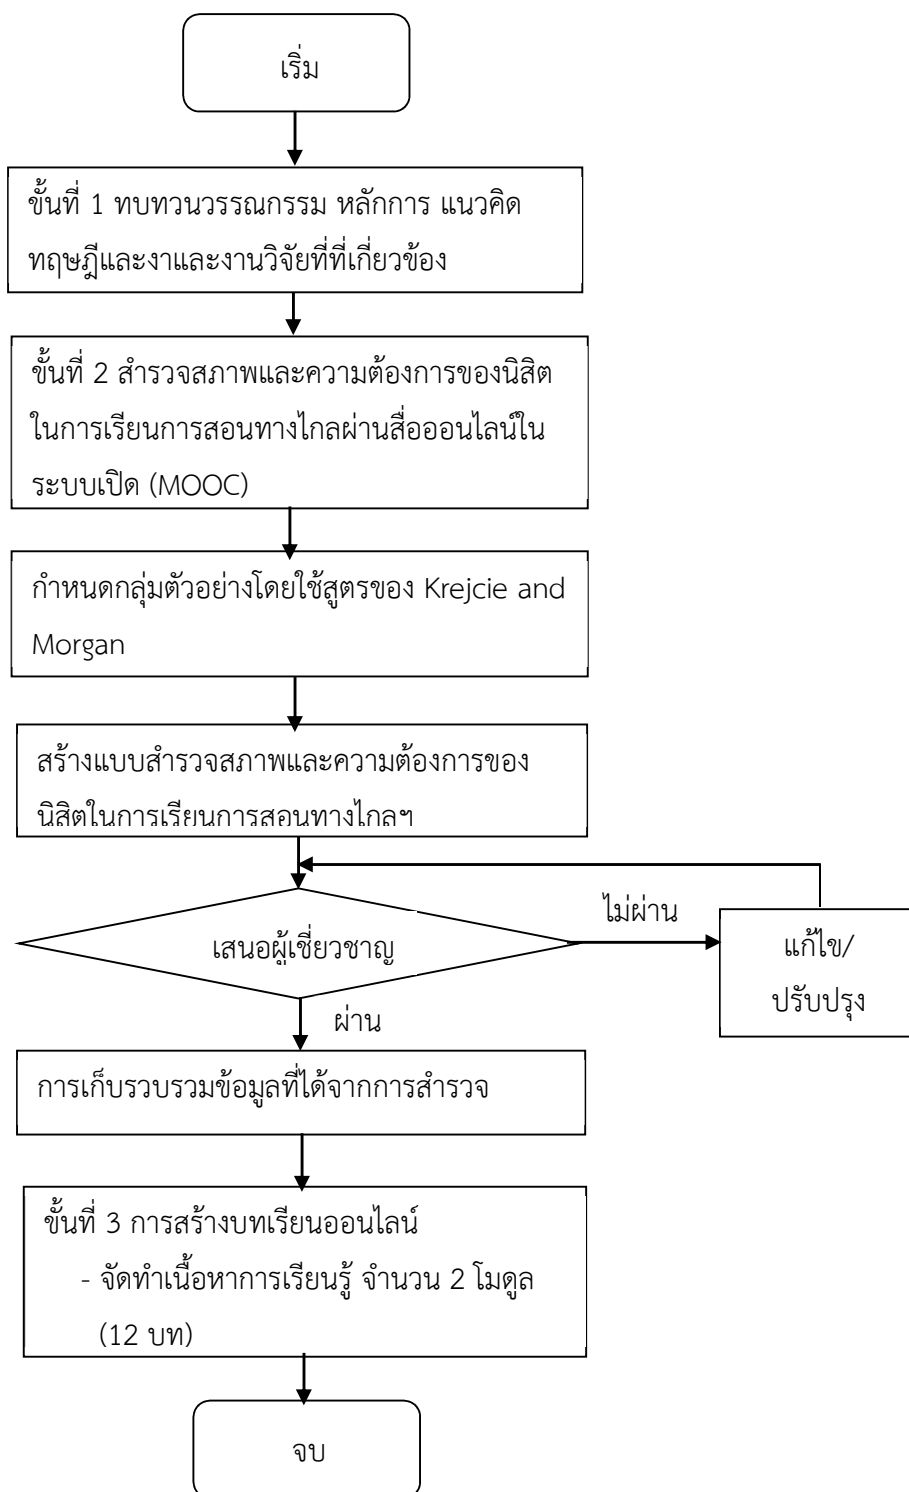 เริ่ม
ขั้นที่ 1 ทบทวนวรรณกรรม หลักการ แนวคิด
ทฤษฎีและงาและงานวิจัยที่ที่เกี่ยวข้อง
ขั้นที่ 2 สำรวจสภาพและความต้องการของนิสิต
ในการเรียนการสอนทางไกลผ่านสื่อออนไลน์ใน
ระบบเปิด (MOOC)
กำหนดกลุ่มตัวอย่างโดยใช้สูตรของ Krejcie and
Morgan
สร้างแบบสำรวจสภาพและความต้องการของ
นิสิตในการเรียนการสอนทางไกลฯ
เสนอผู้เชี่ยวชาญ
ไม่ผ่าน
แก้ไข/
ปรับปรุง
ผ่าน
การเก็บรวบรวมข้อมูลที่ได้จากการสำรวจ
ขั้นที่ 3 การสร้างบทเรียนออนไลน์
- จัดทำเนื้อหาการเรียนรู้ จำนวน 2 โมดูล
(12 บท)
จบ